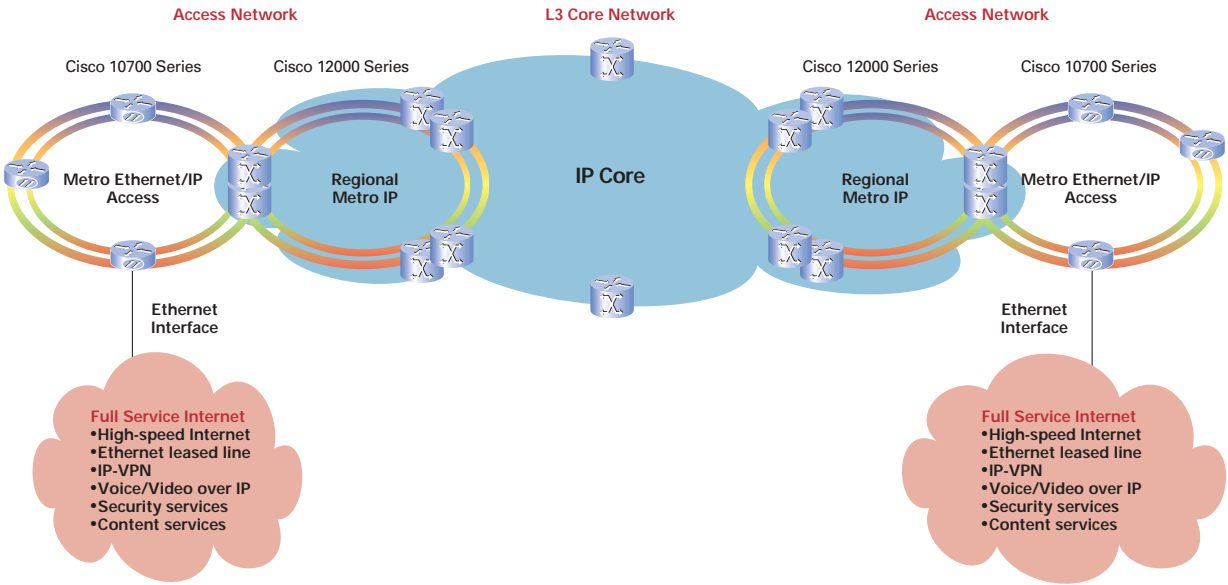 Access Network
L3 Core Network
Access Network
Cisco 10700 Series
Cisco 12000 Series
Cisco 12000 Series
Cisco 10700 Series
Metro Ethernet/IP
Access
Regional
Metro IP
IP Core
Regional
Metro IP
Metro Ethernet/IP
Access
Ethernet
Interface
Ethernet
Interface
Full Service Internet
•High-speed Internet
•Ethernet leased line
•IP-VPN
•Voice/Video over IP
•Security services
•Content services
Full Service Internet
•High-speed Internet
•Ethernet leased line
•IP-VPN
•Voice/Video over IP
•Security services
•Content services